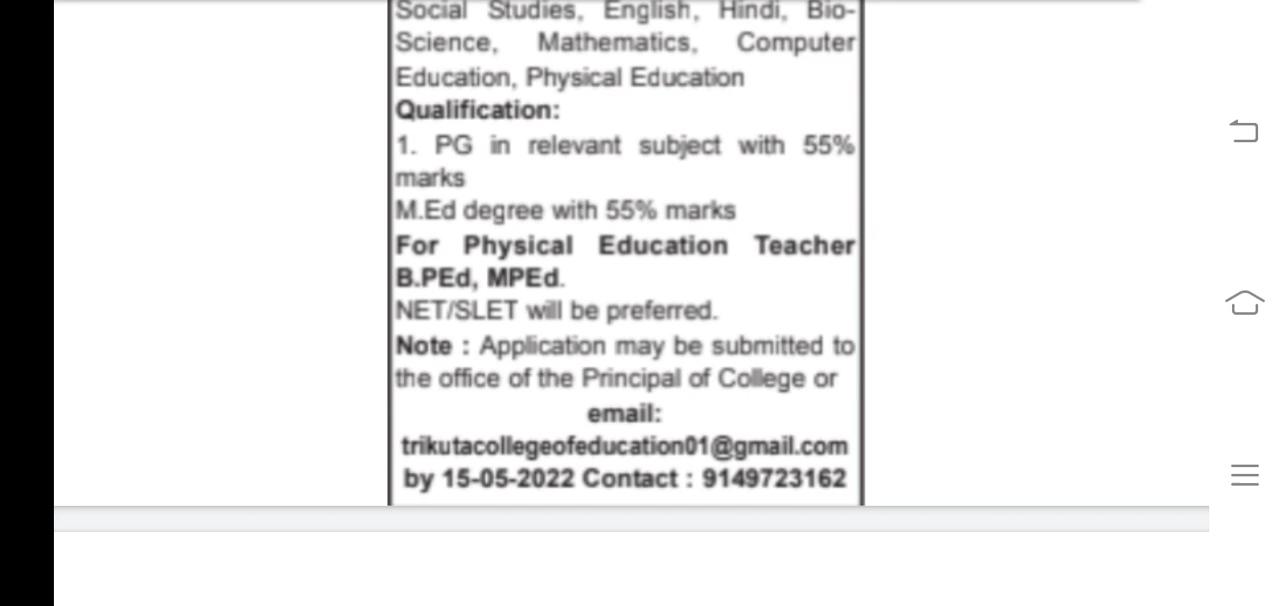 Social Studies, English, Hindi, Bio-
Science, Mathematics, Computer
Education, Physical Education
Qualification:
1. PG in relevant subject with 55%
marks
M.Ed degree with 55% marks
For Physical Education Teacher
B.PEd, MPEd.
NET/SLET will be preferred.
Note : Application may be submitted to
the office of the Principal of College or
email:
trikutacollegeofeducation01@gmail.com
by 15-05-2022 Contact : 9149723162